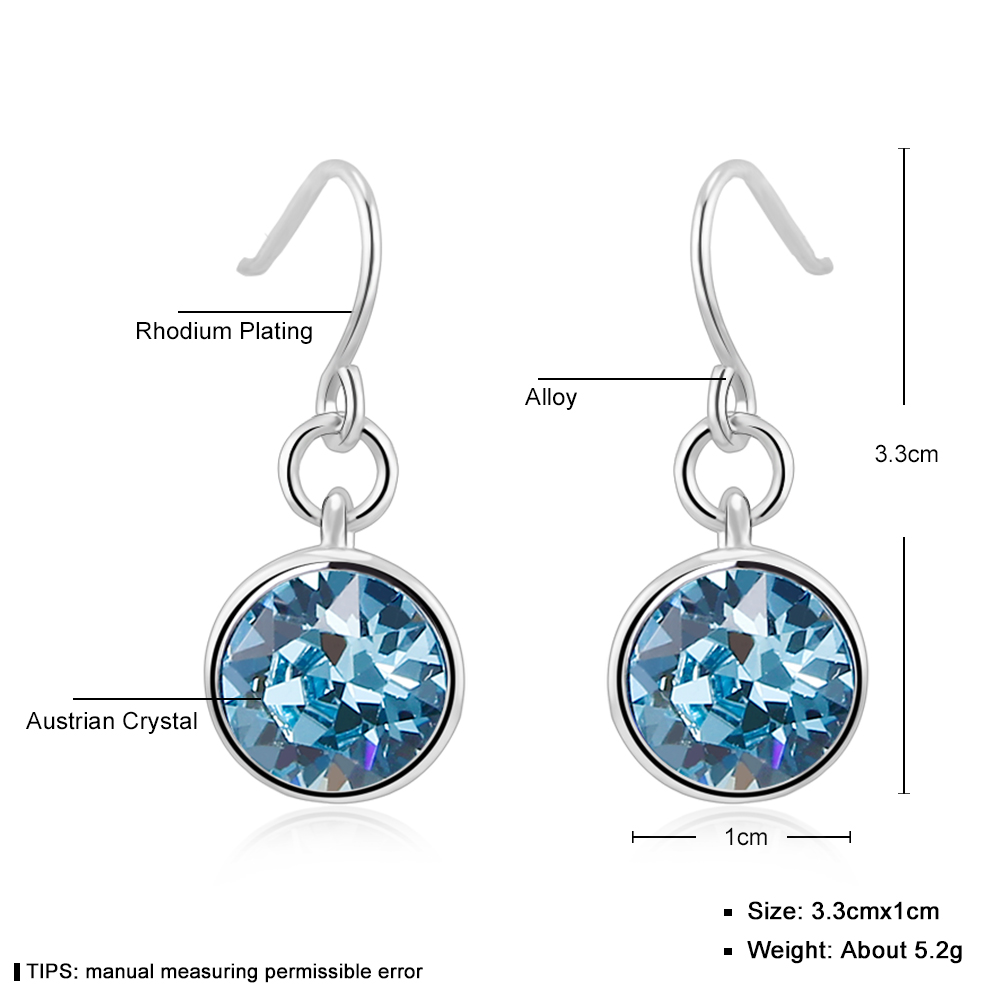 Rhodium Plating
Alloy
3.3cm
Austrian Crystal
1cm
Size: 3.3cmx1cm
Weight: About 5.2g
TIPS: manual measuring permissible error